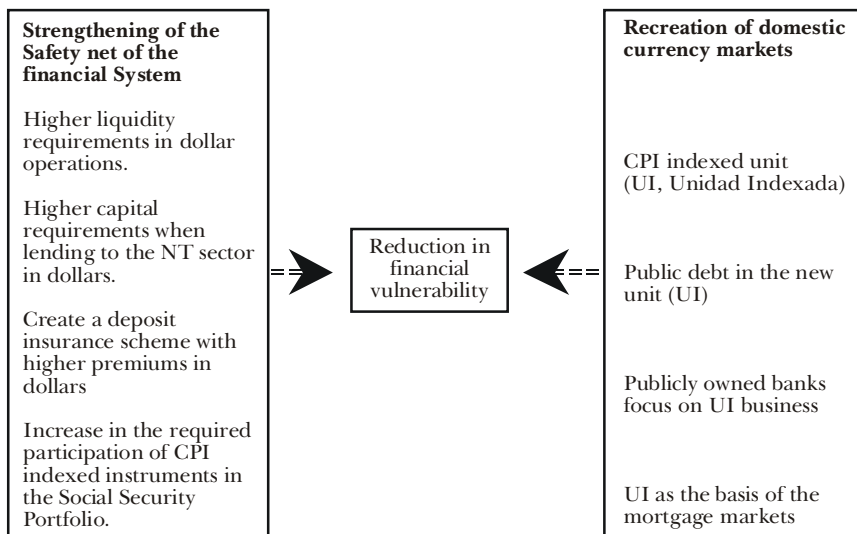 Strengthening of the
Safety net of the
financial System
Higher liquidity
requirements in dollar
operations.
Higher capital
requirements when
lending to the NT sector
in dollars.
Create a deposit
insurance scheme with
higher premiums in
dollars
Increase in the required
participation of CPI
indexed instruments in
the Social Security
Portfolio.
Reduction in
financial
vulnerability
Recreation of domestic
currency markets
CPI indexed unit
(UI, Unidad Indexada)
Public debt in the new
unit (UI)
Publicly owned banks
focus on UI business
UI as the basis of the
mortgage markets